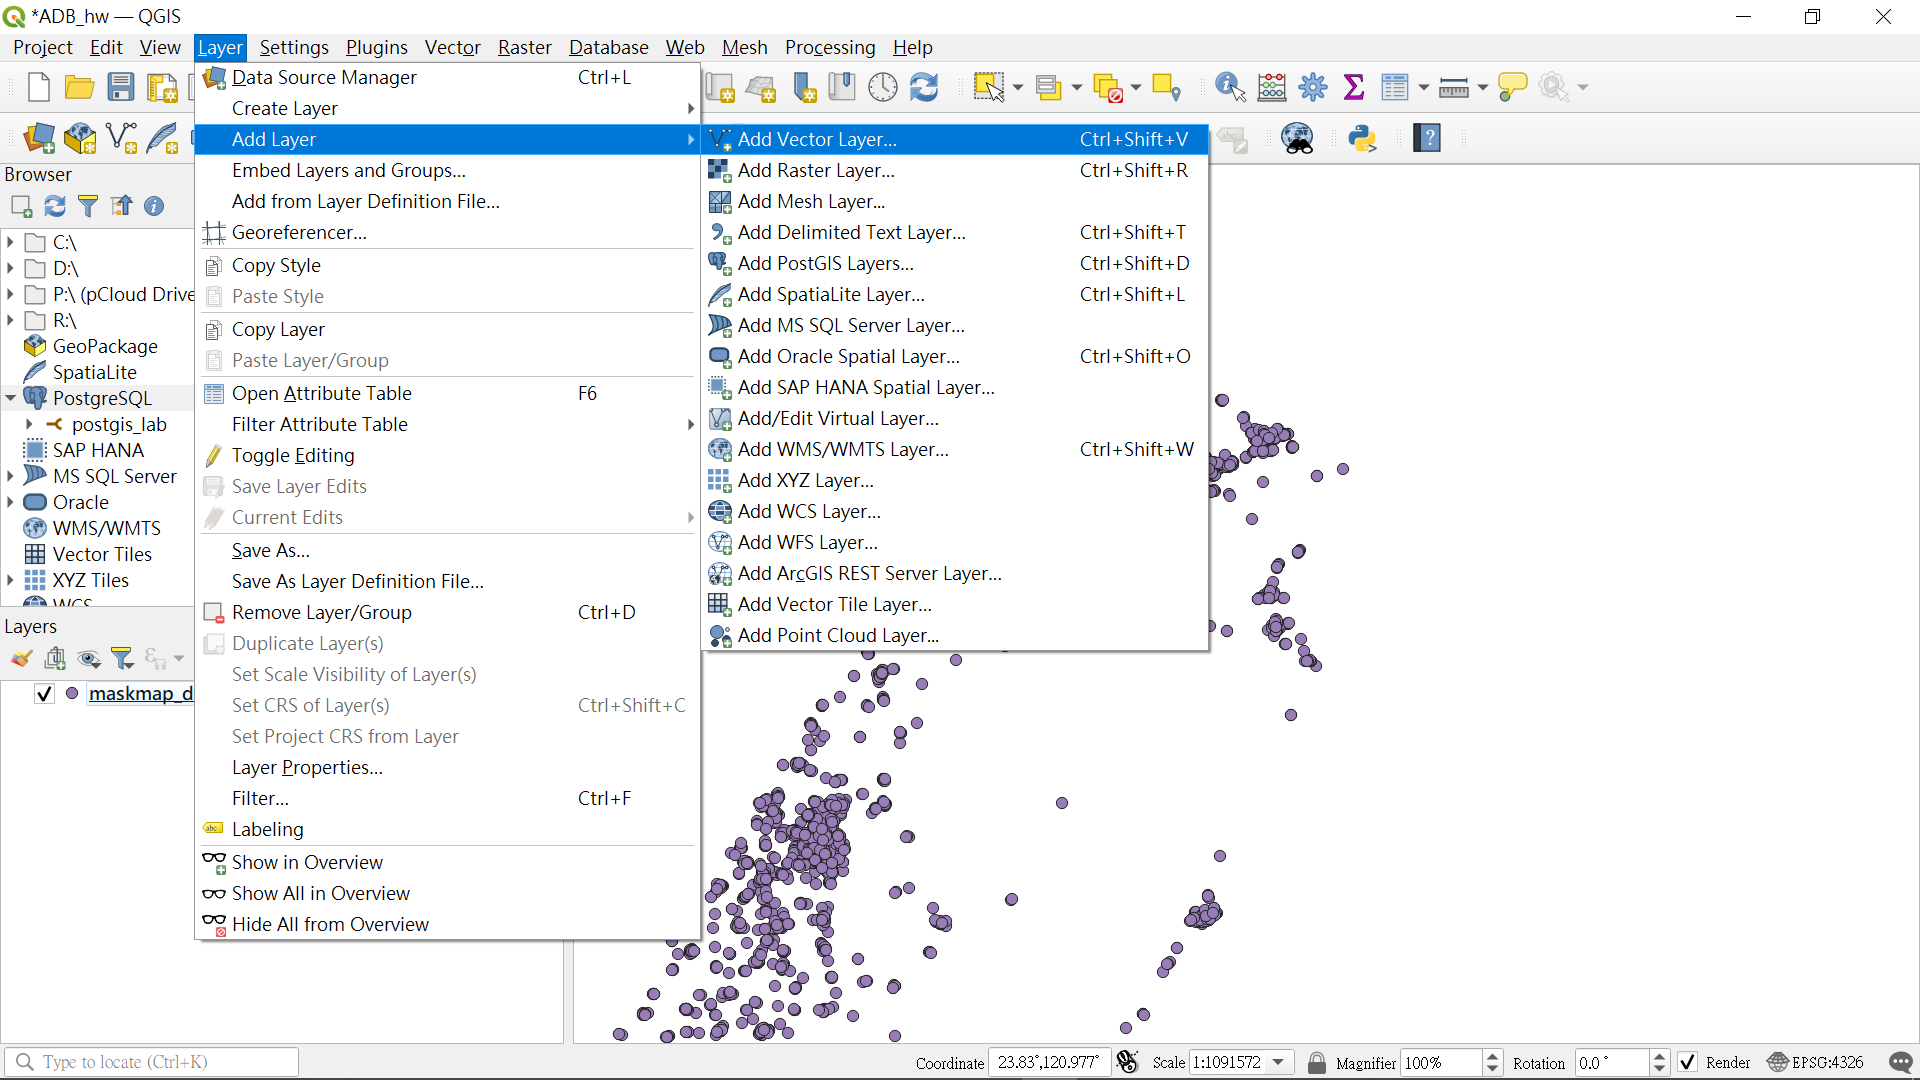 *ADB_hw — QGIS
Project Edit View Layer Settings Plugins Vector Raster Database Web Mesh Processing Help
Data Source Manager Ctrl+L
Create Layer
Add Layer
Embed Layers and Groups...
Add from Layer Definition File...
Georeferencer...
Copy Style
Paste Style
Copy Layer
Paste Layer/Group
Open Attribute Table F6
Filter Attribute Table
Toggle Editing
Save Layer Edits
Current Edits
Save As...
Save As Layer Definition File...
Remove Layer/Group Ctrl+D
Duplicate Layer(s)
Set Scale Visibility of Layer(s)
Set CRS of Layer(s) Ctrl+Shift+C
Set Project CRS from Layer
Layer Properties...
Filter... Ctrl+F
abc Labeling
Show in Overview
Show All in Overview
Hide All from Overview
Add Vector Layer... Ctrl+Shift+V
Add Raster Layer... Ctrl+Shift+R
Add Mesh Layer...
Add Delimited Text Layer... Ctrl+Shift+T
Add PostGIS Layers... Ctrl+Shift+D
Add SpatiaLite Layer... Ctrl+Shift+L
Add MS SQL Server Layer...
Add Oracle Spatial Layer... Ctrl+Shift+O
Add SAP HANA Spatial Layer...
Add/Edit Virtual Layer...
Add WMS/WMTS Layer... Ctrl+Shift+W
Add XYZ Layer...
Add WCS Layer...
Add WFS Layer...
Add ArcGIS REST Server Layer...
Add Vector Tile Layer...
Add Point Cloud Layer...
abc
Browser
C:\
D:\
P:\ (pCloud Drive
R:\
GeoPackage
SpatiaLite
PostgreSQL
postgis_lab
SAP HANA
MS SQL Server
Oracle
WMS/WMTS
Vector Tiles
XYZ Tiles
WCS
Layers
maskmap_d
Type to locate (Ctrl+K)
Coordinate 23.83°,120.977° Scale 1:1091572 Magnifier 100% Rotation 0.0 ° Render EPSG:4326